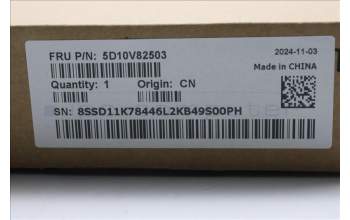 FRU P/N: 5D10V82503
2024-11-03
Made in CHINA
Quantity: 1 Origin: CN
SN: 8SSD11K78446L2KB49S00PH